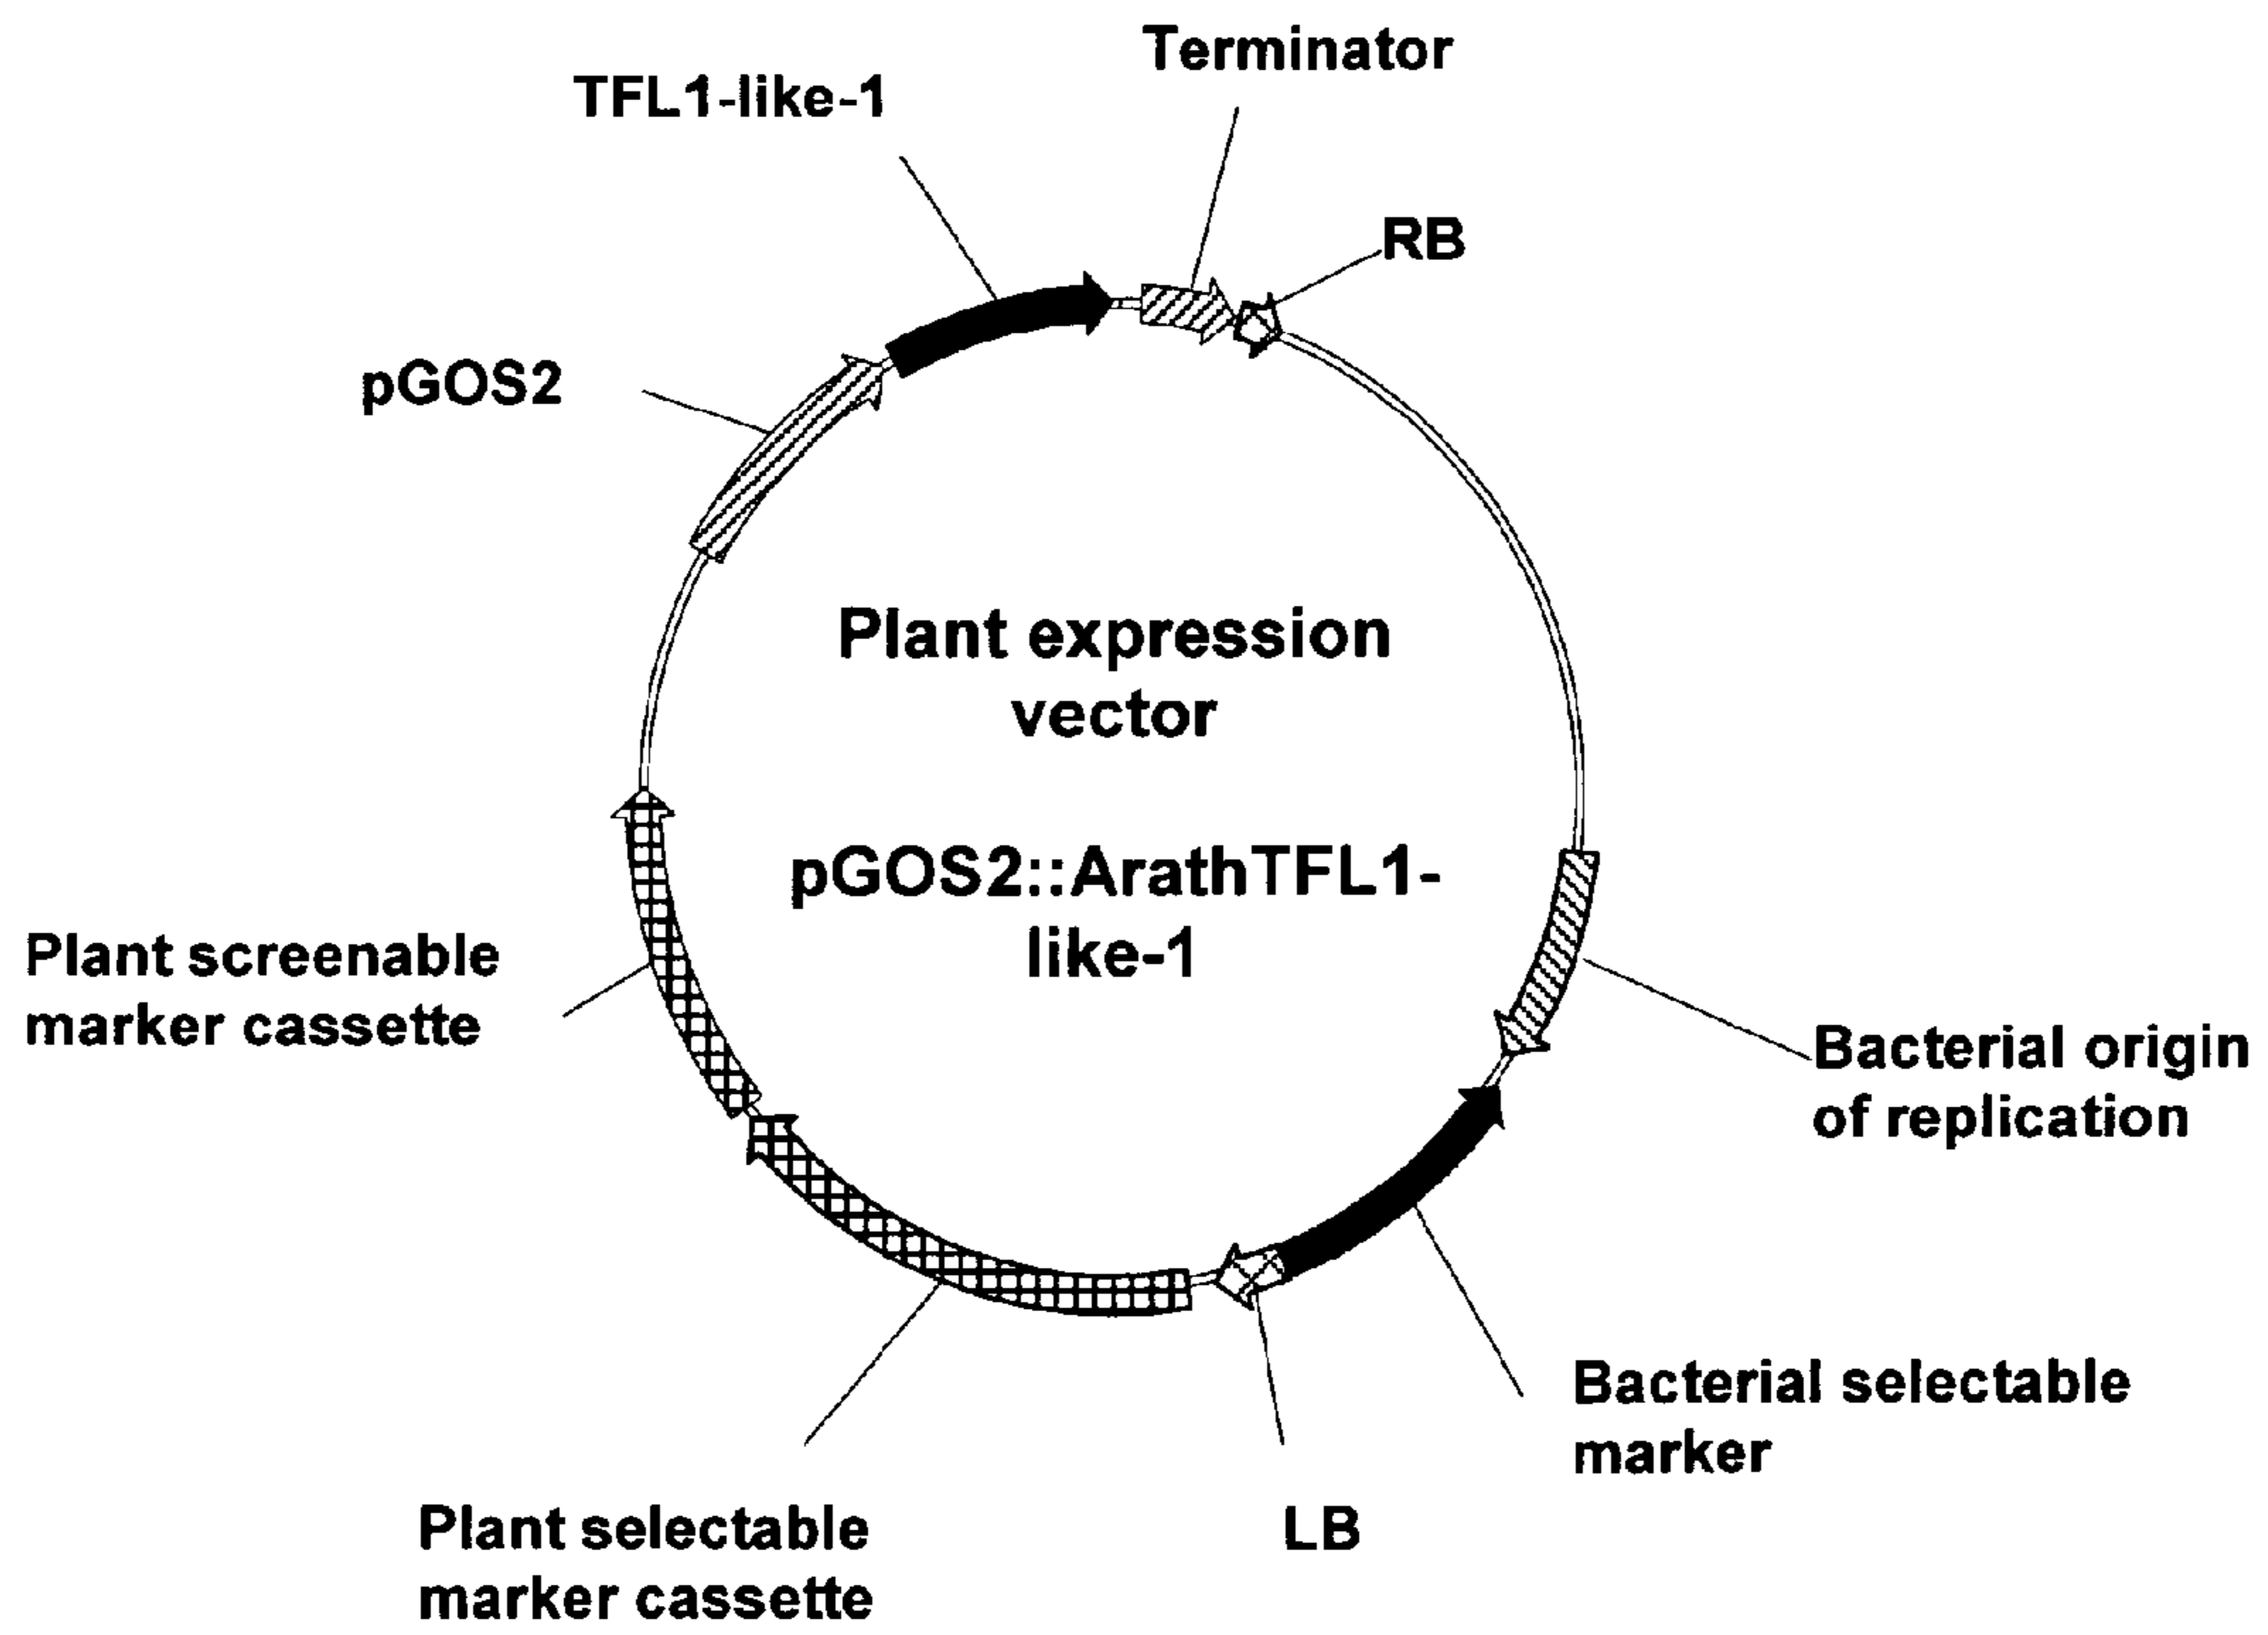 Terminator
TFL1-like-1
RB
pGOS2
Plant expression
vector
pGOS2::ArathTFL1-
like-1
Plant screenable
marker cassette
Bacterial origin
of replication
Bacterial selectable
marker
LB
Plant selectable
marker cassette